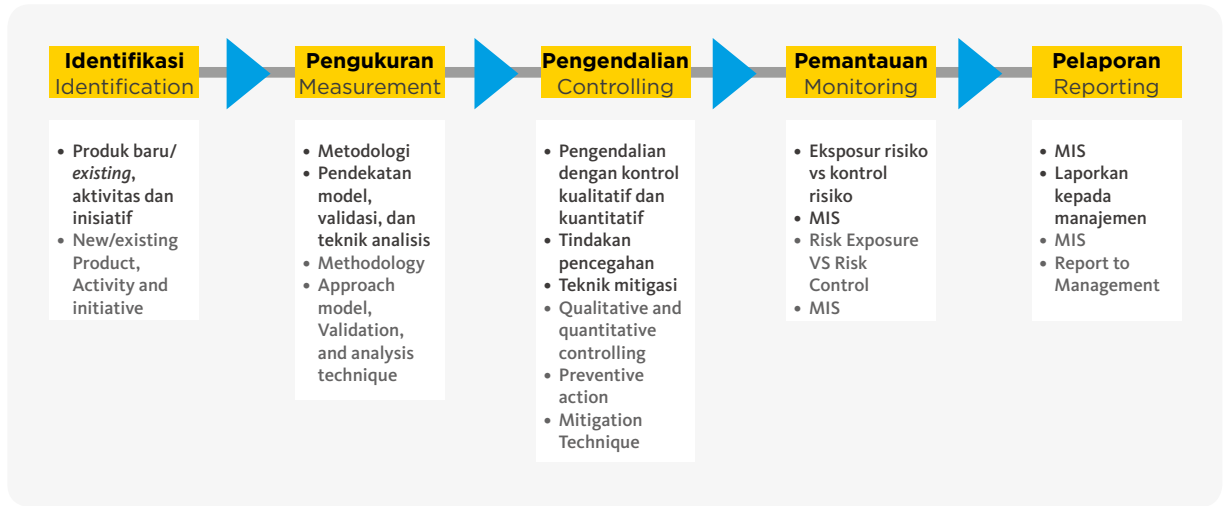 Identifikasi
Identification
Pengukuran
Measurement
Pengendalian
Controlling
Pemantauan
Monitoring
Pelaporan
Reporting
• Produk baru/
existing,
aktivitas dan
inisiatif
• New/existing
Product,
Activity and
initiative
• Metodologi
• Pendekatan
model,
validasi, dan
teknik analisis
• Methodology
• Approach
model,
Validation,
and analysis
technique
• Pengendalian
dengan kontrol
kualitatif dan
kuantitatif
• Tindakan
pencegahan
• Teknik mitigasi
• Qualitative and
quantitative
controlling
• Preventive
action
• Mitigation
Technique
• Eksposur risiko
vs kontrol
risiko
• MIS
• Risk Exposure
VS Risk
Control
• MIS
• MIS
• Laporkan
kepada
manajemen
• MIS
• Report to
Management